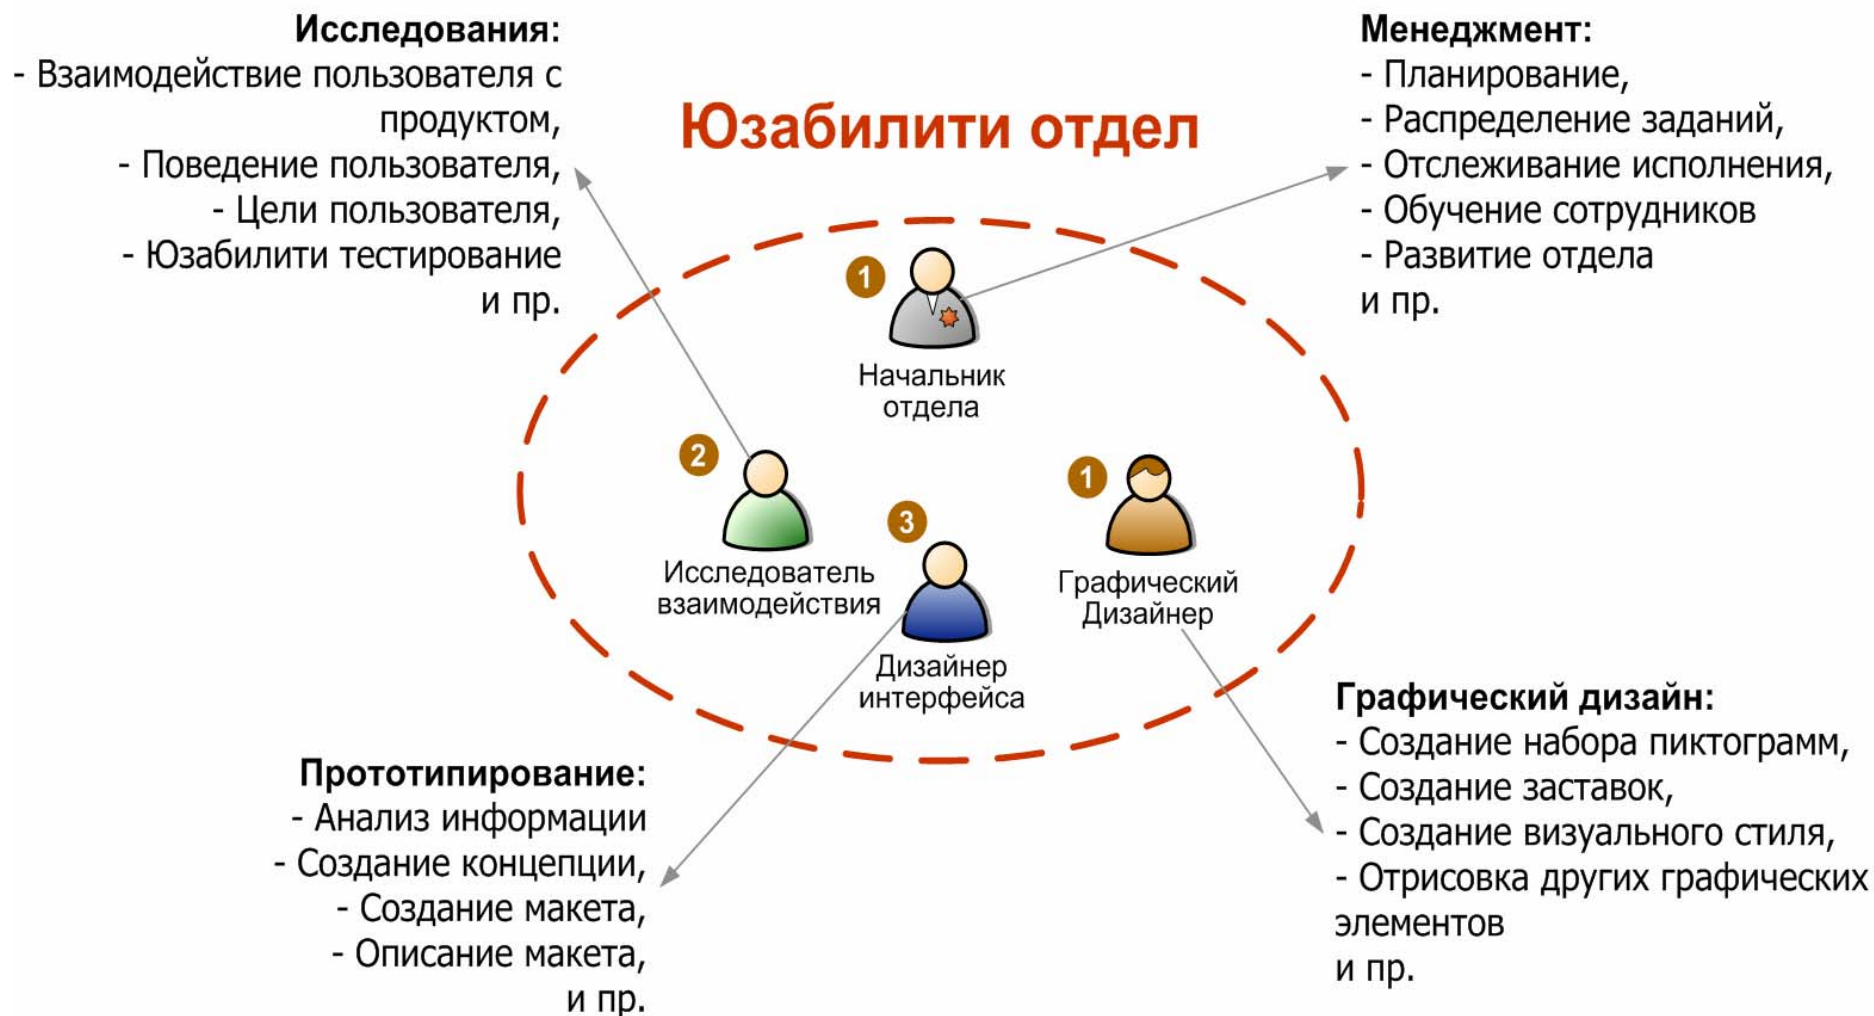 Исследования:
- Взаимодействие пользователя с
продуктом,
- Поведение пользователя,
- Цели пользователя,
- Юзабилити тестирование
и пр.
Юзабилити отдел
Менеджмент:
- Планирование,
- Распределение заданий,
- Отслеживание исполнения,
- Обучение сотрудников
- Развитие отдела
и пр.
1
Начальник
отдела
2
Исследователь
взаимодействия
3
Дизайнер
интерфейса
1
Графический
Дизайнер
Прототипирование:
- Анализ информации
- Создание концепции,
- Создание макета,
- Описание макета,
и пр.
Графический дизайн:
- Создание набора пиктограмм,
- Создание заставок,
- Создание визуального стиля,
- Отрисовка других графических
элементов
и пр.